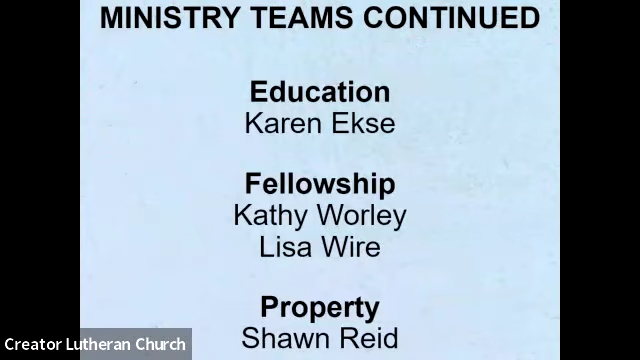 MINISTRY TEAMS CONTINUED
Education
Karen Ekse
Fellowship
Kathy Worley
Lisa Wire
Property
Shawn Reid
Creator Lutheran Church